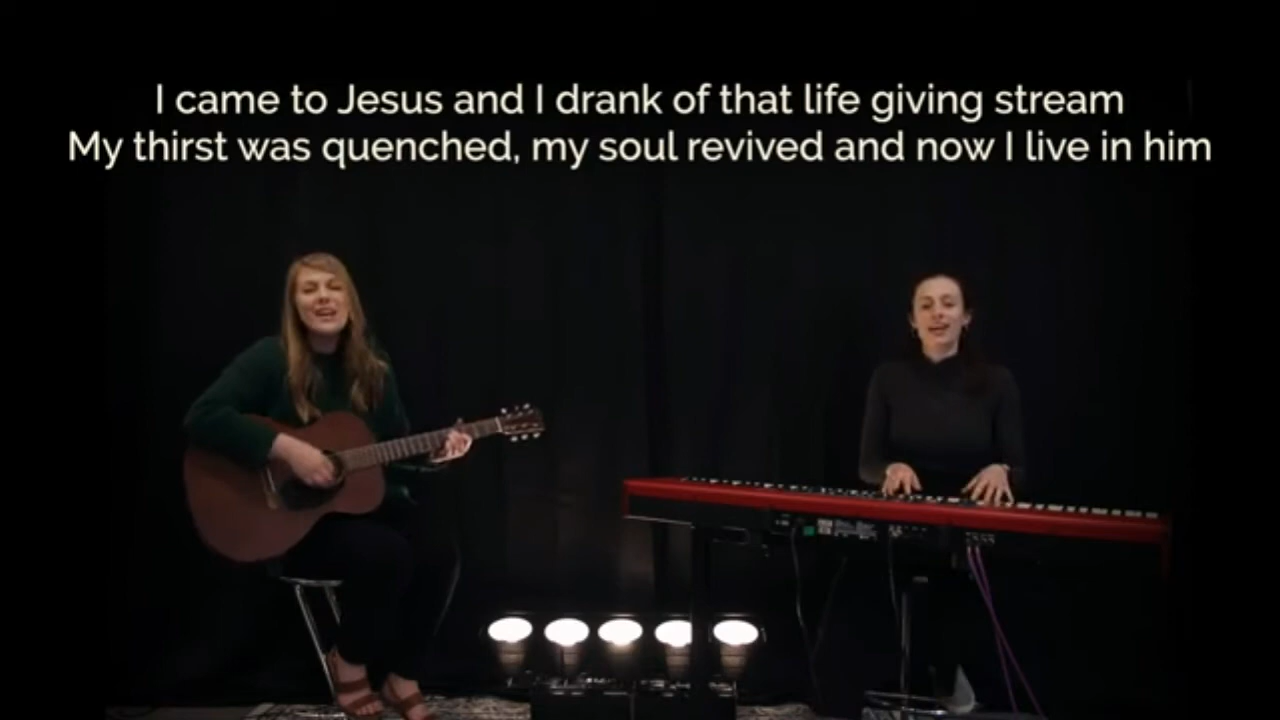 I came to Jesus and I drank of that life giving stream
My thirst was quenched, my soul revived and now I live in him